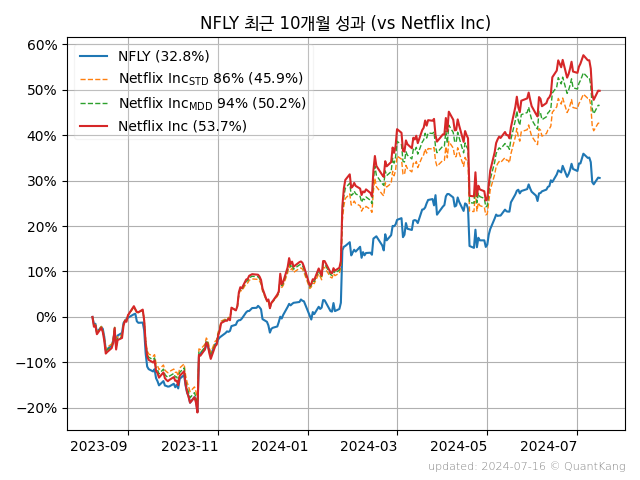 NFLY 최근 10개월 성과 (vs Netflix Inc)
60%
50%
40%
30%
20%
10%
0%
−10%
−20%
NFLY (32.8%)
Netflix IncSTD 86% (45.9%)
Netflix IncMDD 94% (50.2%)
Netflix Inc (53.7%)
2023-09
2023-11
2024-01
2024-03
2024-05
2024-07
updated: 2024-07-16 © QuantKang